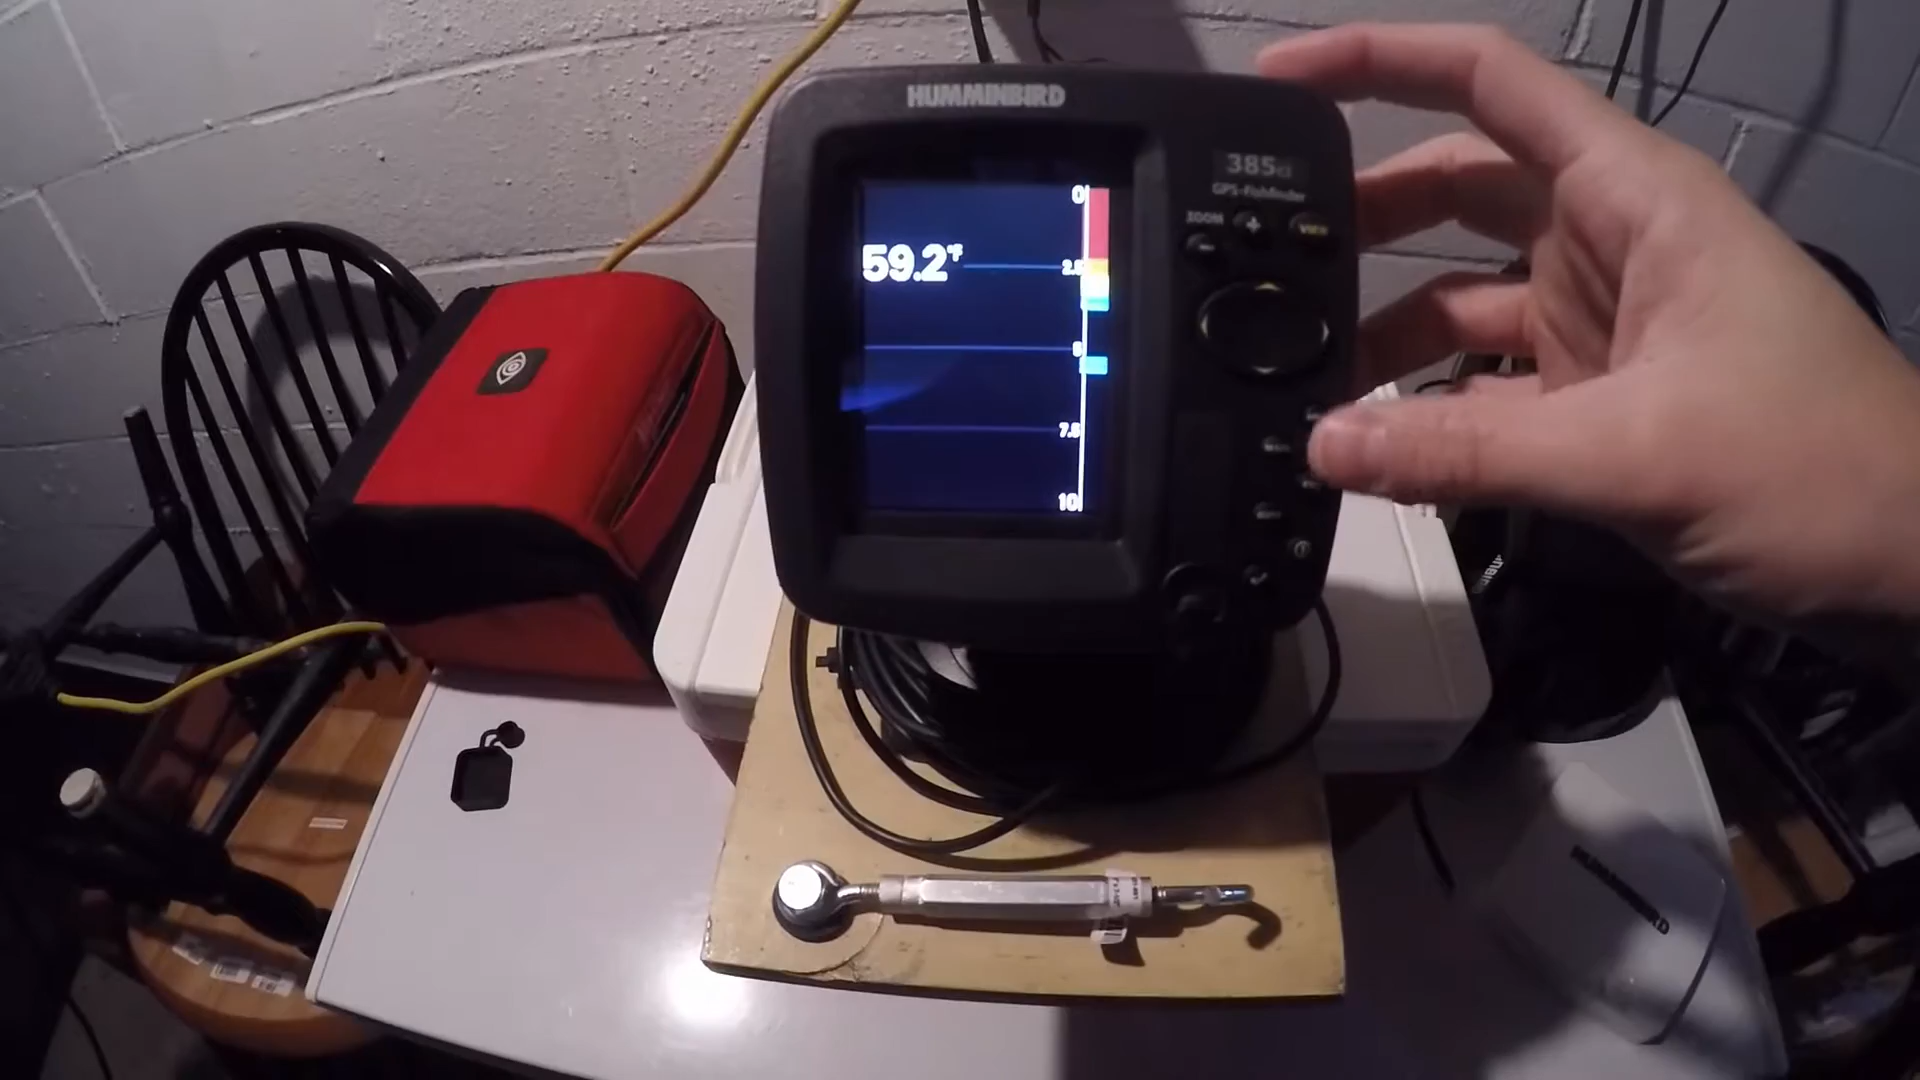 HUMMINBIRD
385ci
GPS-Fishfinder
ZOOM
+
VIEW
-
59.2°F
0
2.5
5
7.5
10
HUMMINBIRD